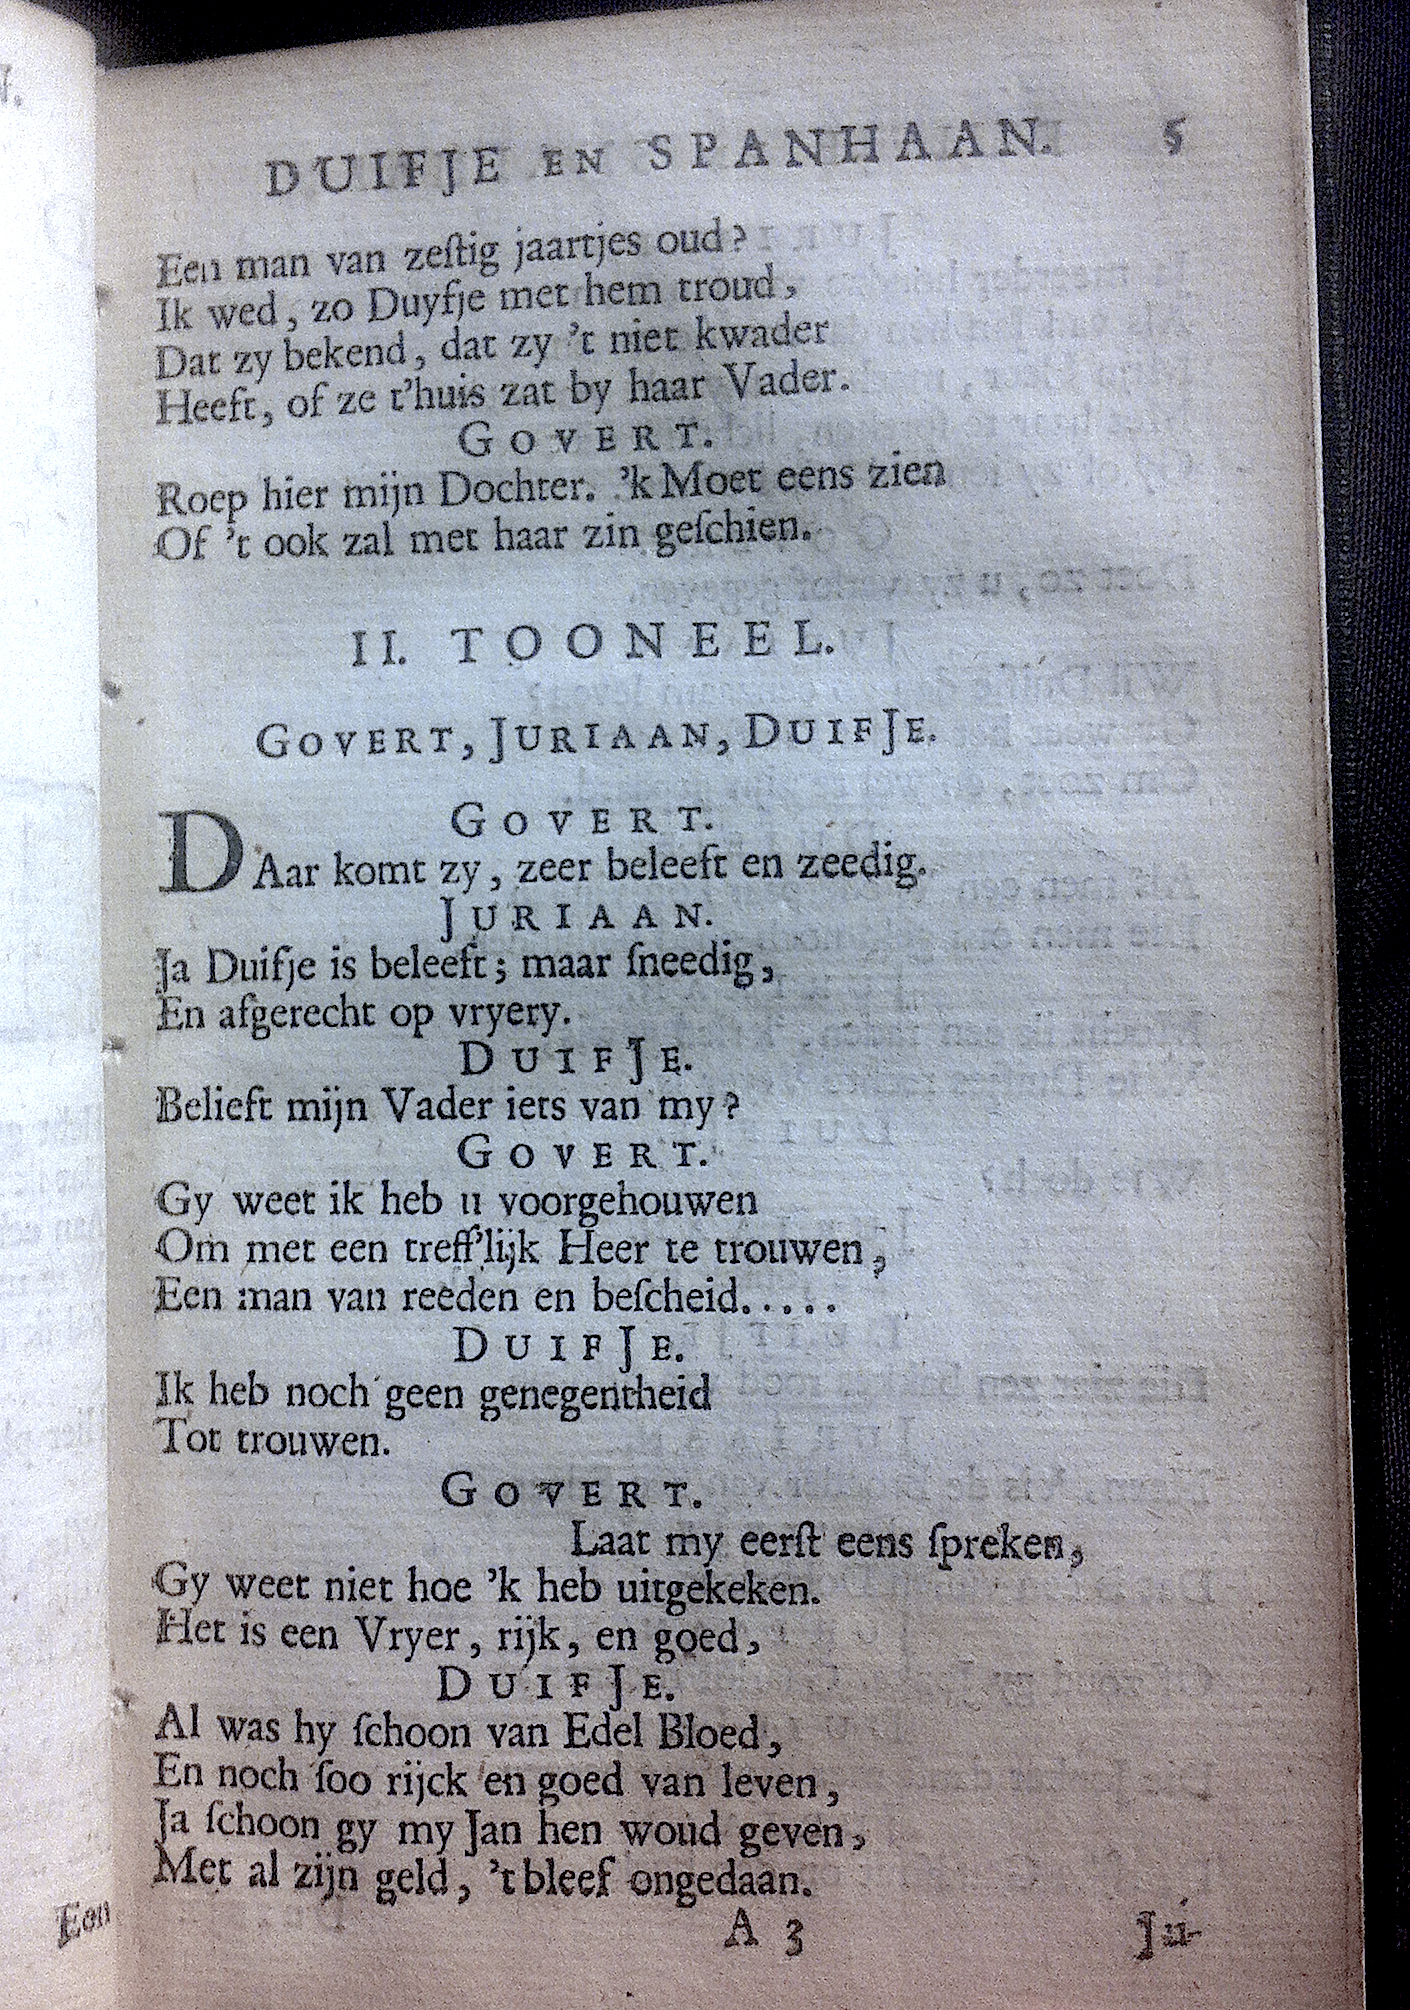 DUIFJE EN SPANHAAN. 5
Een man van zeſtig jaartjes oud?
Ik wed, zo Duyfje met hem troud,
Dat zy bekend, dat zy 't niet kwader
Heeft, of ze t'huis zat by haar Vader.
GOVERT.
Roep hier mijn Dochter. 'k Moet eens zien
Of 't ook zal met haar zin geſchien.
II. TOONEEL.
GOVERT, JURIAAN, DUIFJE.
GOVERT.
DAar komt zy, zeer beleeft en zeedig.
JURIAAN.
Ja Duifje is beleeft; maar ſneedig,
En afgerecht op vryery.
DUIFJE.
Belieft mijn Vader iets van my?
GOVERT.
Gy weet ik heb u voorgehouwen
Om met een treff'lijk Heer te trouwen,
Een man van reeden en beſcheid.....
DUIFJE.
Ik heb noch geen genegentheid
Tot trouwen.
GOVERT.
Laat my eerſt eens ſpreken,
Gy weet niet hoe 'k heb uitgekeken.
Het is een Vryer, rijk, en goed,
DUIFJE.
Al was hy ſchoon van Edel Bloed,
En noch ſoo rijck en goed van leven,
Ja ſchoon gy my Jan hen woud geven,
Met al zijn geld, 't bleef ongedaan.
A 3 Ju-
Een